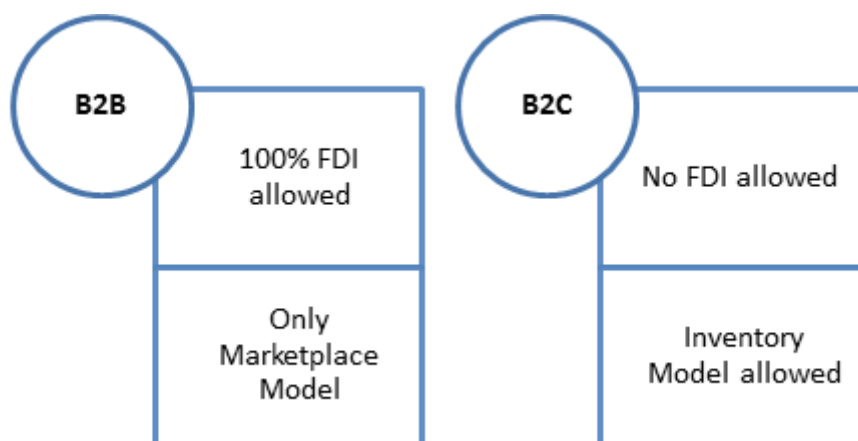 B2B
100% FDI
allowed
Only
Marketplace
Model
B2C
No FDI allowed
Inventory
Model allowed